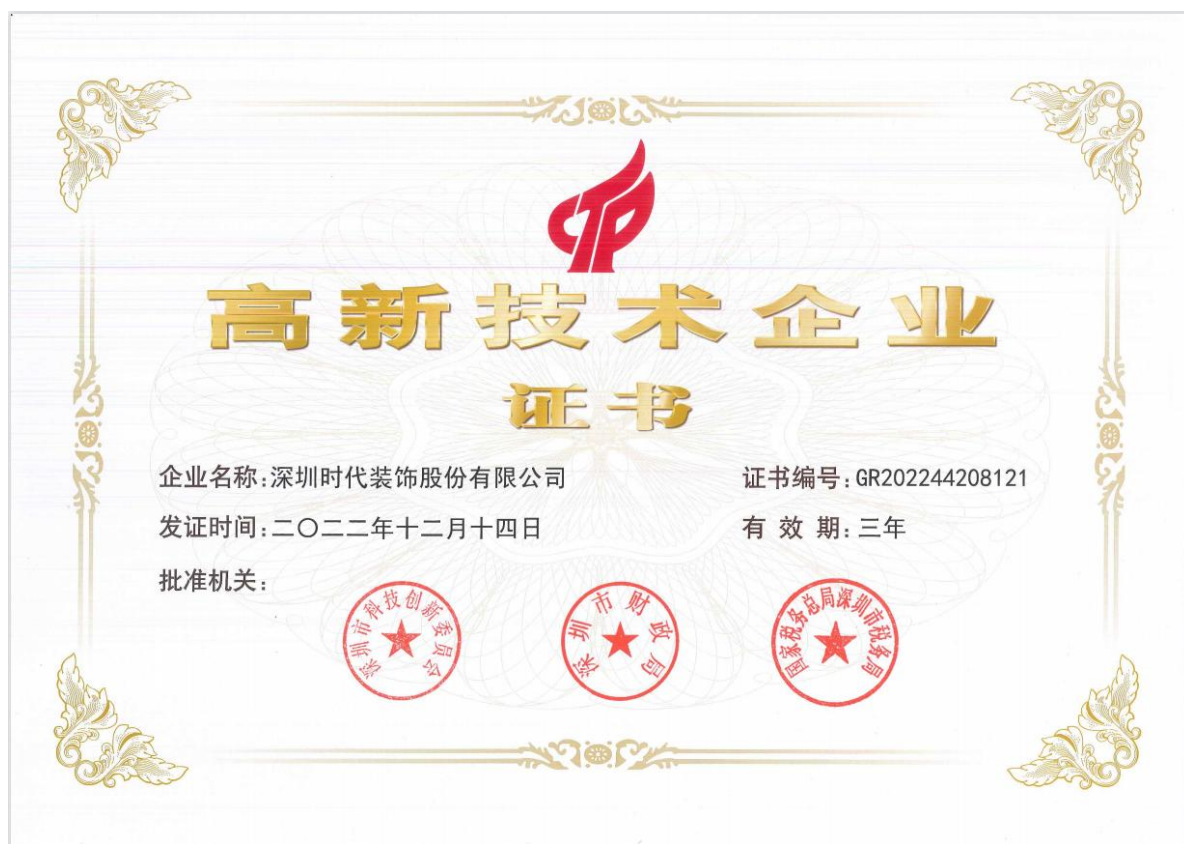 高新技术企业
证书
企业名称:深圳时代装饰股份有限公司
证书编号:GR202244208121
发证时间:二〇二二年十二月十四日
有 效 期:三年
批准机关:
深圳市科技创新委员会
深圳市财政局
国家税务总局深圳市税务局